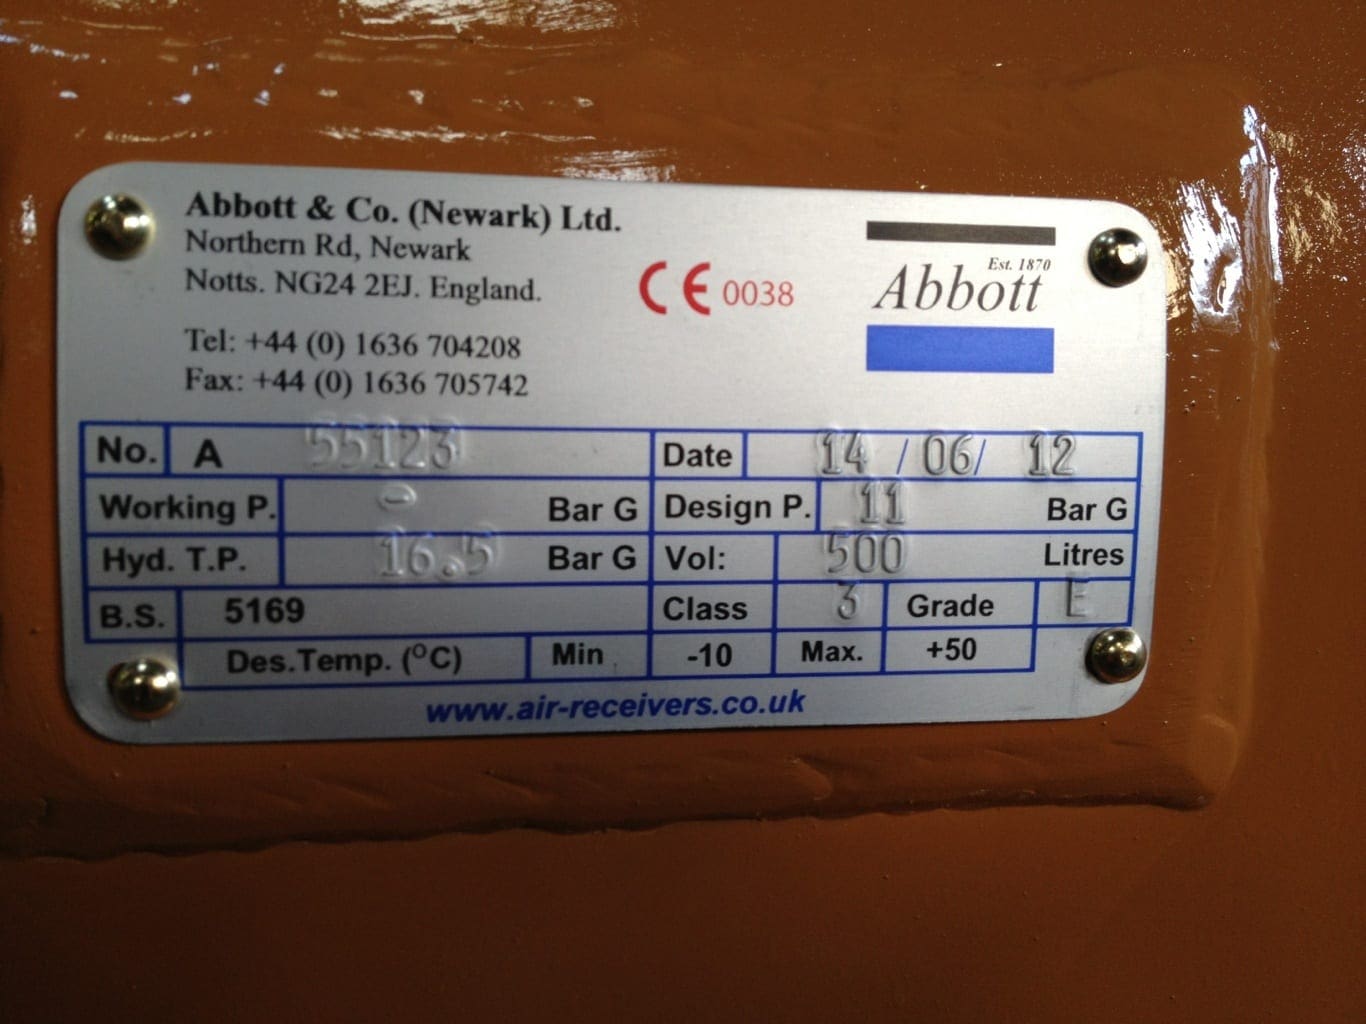 Abbott & Co. (Newark) Ltd.
Northern Rd, Newark
Notts. NG24 2EJ. England.
Tel: +44 (0) 1636 704208
Fax: +44 (0) 1636 705742
CE 0038
Est. 1870
Abbott
No. A 55123 Date 14 / 06 / 12
Working P. - Bar G Design P. 11 Bar G
Hyd. T.P. 16.5 Bar G Vol: 500 Litres
B.S. 5169 Class 3 Grade E
Des.Temp. (°C) Min -10 Max. +50
www.air-receivers.co.uk